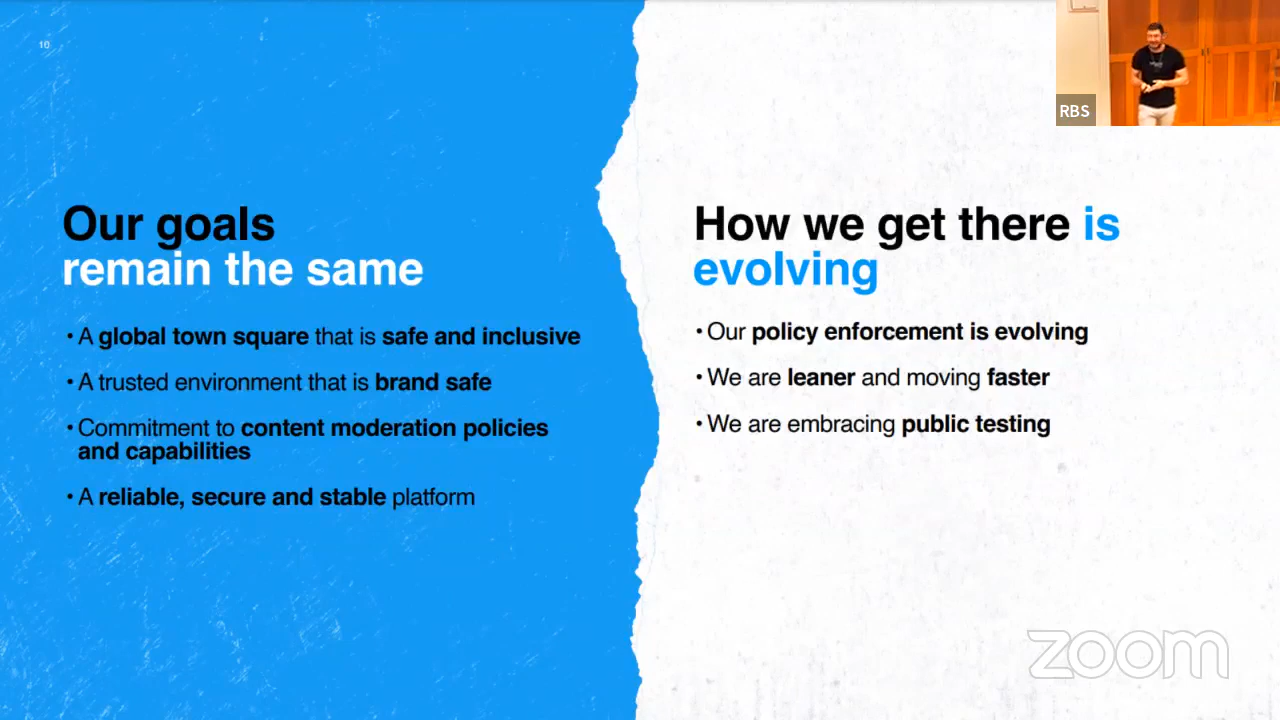 10
RBS
Our goals
remain the same
• A global town square that is safe and inclusive
• A trusted environment that is brand safe
• Commitment to content moderation policies
and capabilities
• A reliable, secure and stable platform
How we get there is
evolving
• Our policy enforcement is evolving
• We are leaner and moving faster
• We are embracing public testing
zoom